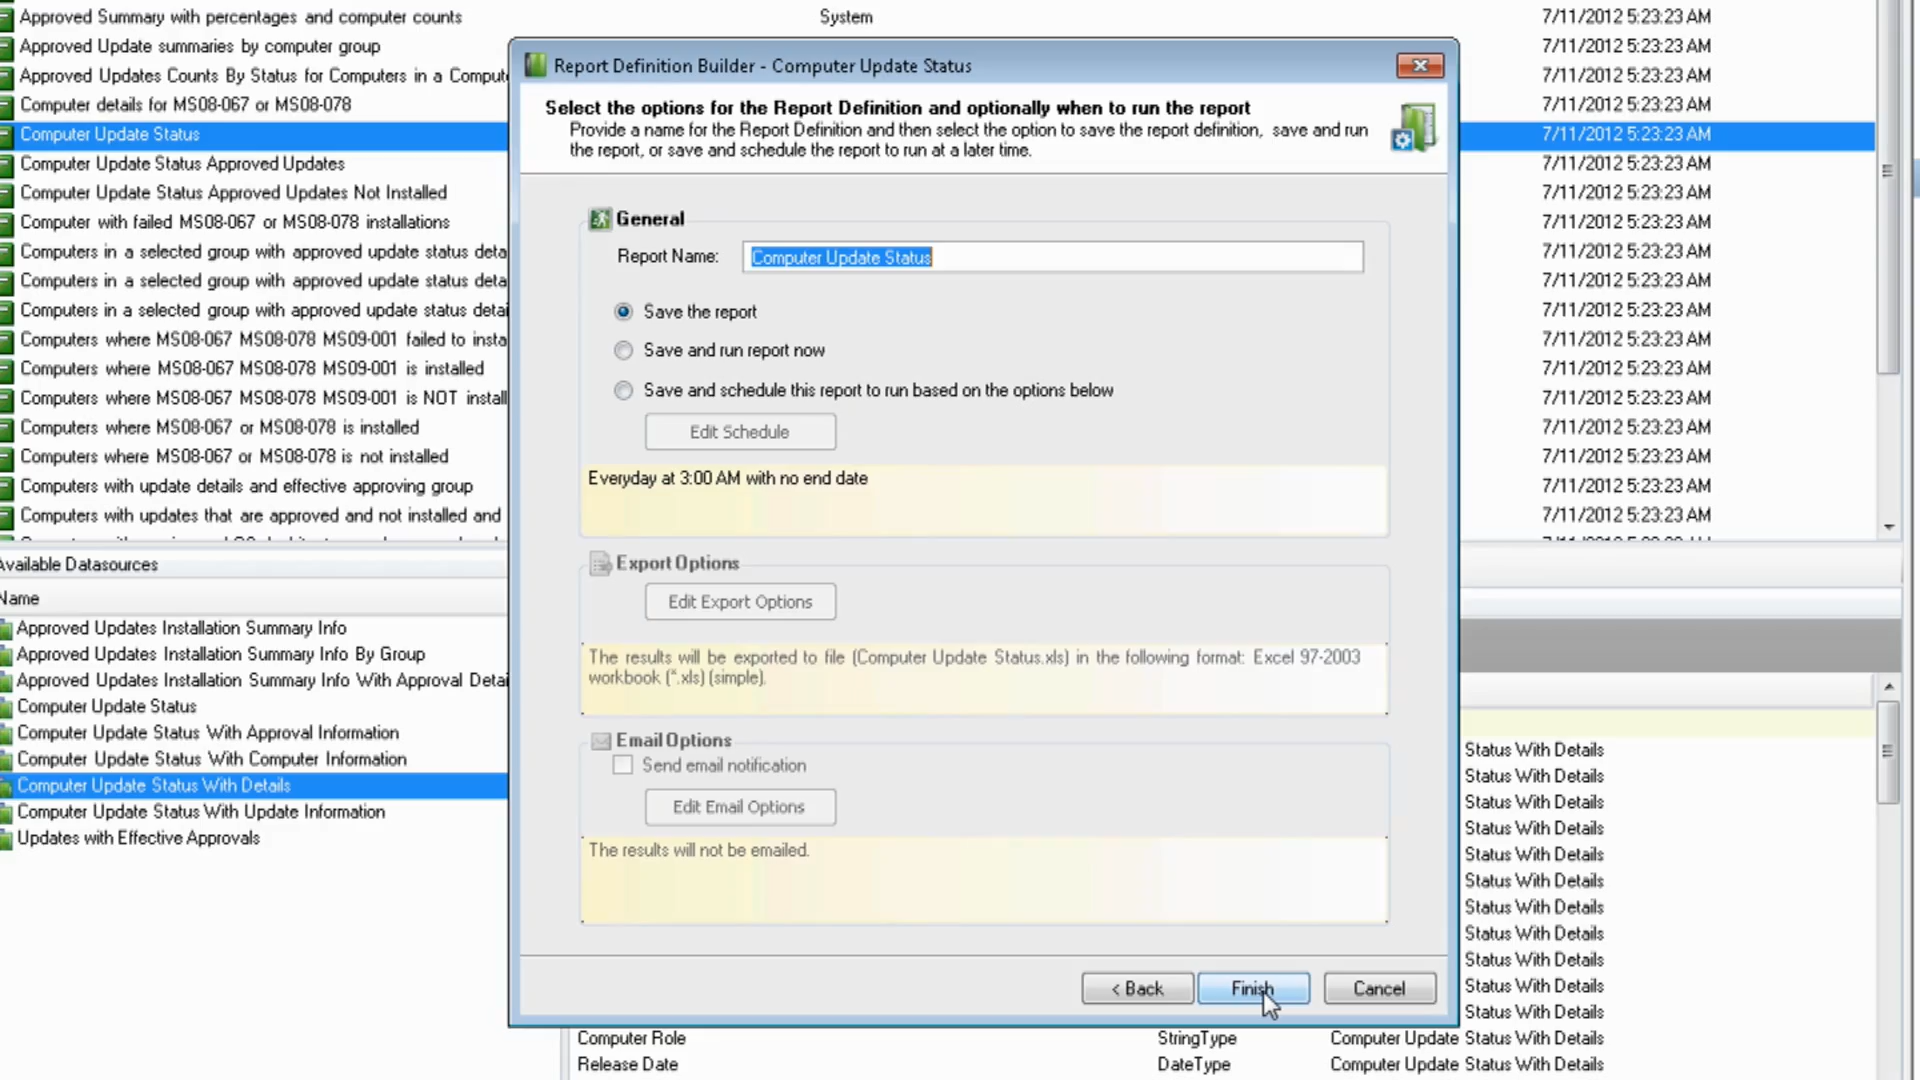 Approved Summary with percentages and computer counts System 7/11/2012 5:23:23 AM
Approved Update summaries by computer group 7/11/2012 5:23:23 AM
Approved Updates Counts By Status for Computers in a 7/11/2012 5:23:23 AM
Computer details for MS08-067 or MS08-078 7/11/2012 5:23:23 AM
Computer Update Status 7/11/2012 5:23:23 AM
Computer Update Status Approved Updates 7/11/2012 5:23:23 AM
Computer Update Status Approved Updates Not Installed 7/11/2012 5:23:23 AM
Computer with failed MS08-067 or MS08-078 installations 7/11/2012 5:23:23 AM
Computers in a selected group with approved update status deta 7/11/2012 5:23:23 AM
Computers in a selected group with approved update status deta 7/11/2012 5:23:23 AM
Computers in a selected group with approved update status detai 7/11/2012 5:23:23 AM
Computers where MS08-067 MS08-078 MS09-001 failed to insta 7/11/2012 5:23:23 AM
Computers where MS08-067 MS08-078 MS09-001 is installed 7/11/2012 5:23:23 AM
Computers where MS08-067 MS08-078 MS09-001 is NOT install 7/11/2012 5:23:23 AM
Computers where MS08-067 or MS08-078 is installed 7/11/2012 5:23:23 AM
Computers where MS08-067 or MS08-078 is not installed 7/11/2012 5:23:23 AM
Computers with update details and effective approving group 7/11/2012 5:23:23 AM
Computers with updates that are approved and not installed and 7/11/2012 5:23:23 AM
Available Datasources
Name
Approved Updates Installation Summary Info
Approved Updates Installation Summary Info By Group
Approved Updates Installation Summary Info With Approval Detai
Computer Update Status
Computer Update Status With Approval Information
Computer Update Status With Computer Information
Computer Update Status With Details
Computer Update Status With Update Information
Updates with Effective Approvals
Report Definition Builder - Computer Update Status
Select the options for the Report Definition and optionally when to run the report
Provide a name for the Report Definition and then select the option to save the report definition, save and run
the report, or save and schedule the report to run at a later time.
General
Report Name: Computer Update Status
Save the report
Save and run report now
Save and schedule this report to run based on the options below
Edit Schedule
Everyday at 3:00 AM with no end date
Export Options
Edit Export Options
The results will be exported to file (Computer Update Status.xls) in the following format: Excel 97-2003
workbook (*.xls) (simple).
Email Options
Send email notification
Edit Email Options
The results will not be emailed.
< Back Finish Cancel
Status With Details
Status With Details
Status With Details
Status With Details
Status With Details
Status With Details
Status With Details
Status With Details
Status With Details
Status With Details
Status With Details
Computer Role StringType Computer Update Status With Details
Release Date DateType Computer Update Status With Details